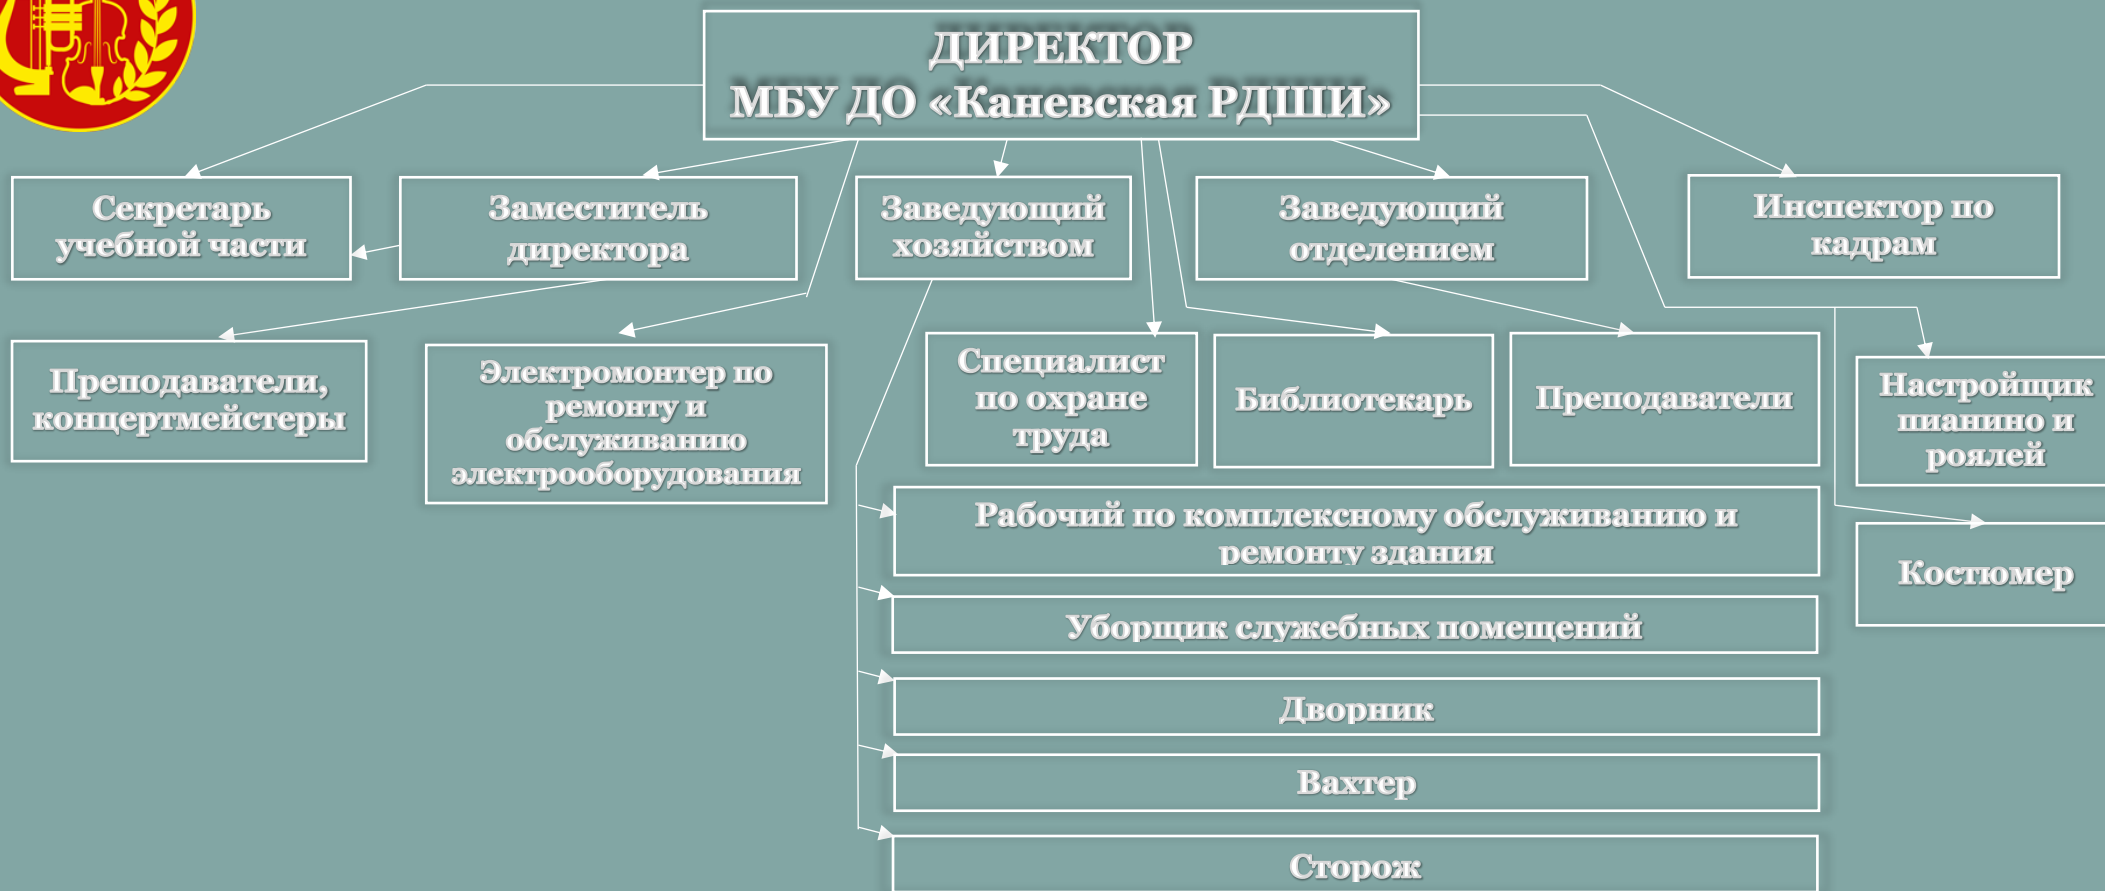 ДИРЕКТОР
МБУ ДО «Каневская РДШИ»
Секретарь
учебной части
Заместитель
директора
Заведующий
хозяйством
Заведующий
отделением
Инспектор по
кадрам
Преподаватели,
концертмейстеры
Электромонтер по
ремонту и
обслуживанию
электрооборудования
Специалист
по охране
труда
Библиотекарь
Преподаватели
Настройщик
пианино и
роялей
Рабочий по комплексному обслуживанию и
ремонту здания
Костюмер
Уборщик служебных помещений
Дворник
Вахтер
Сторож